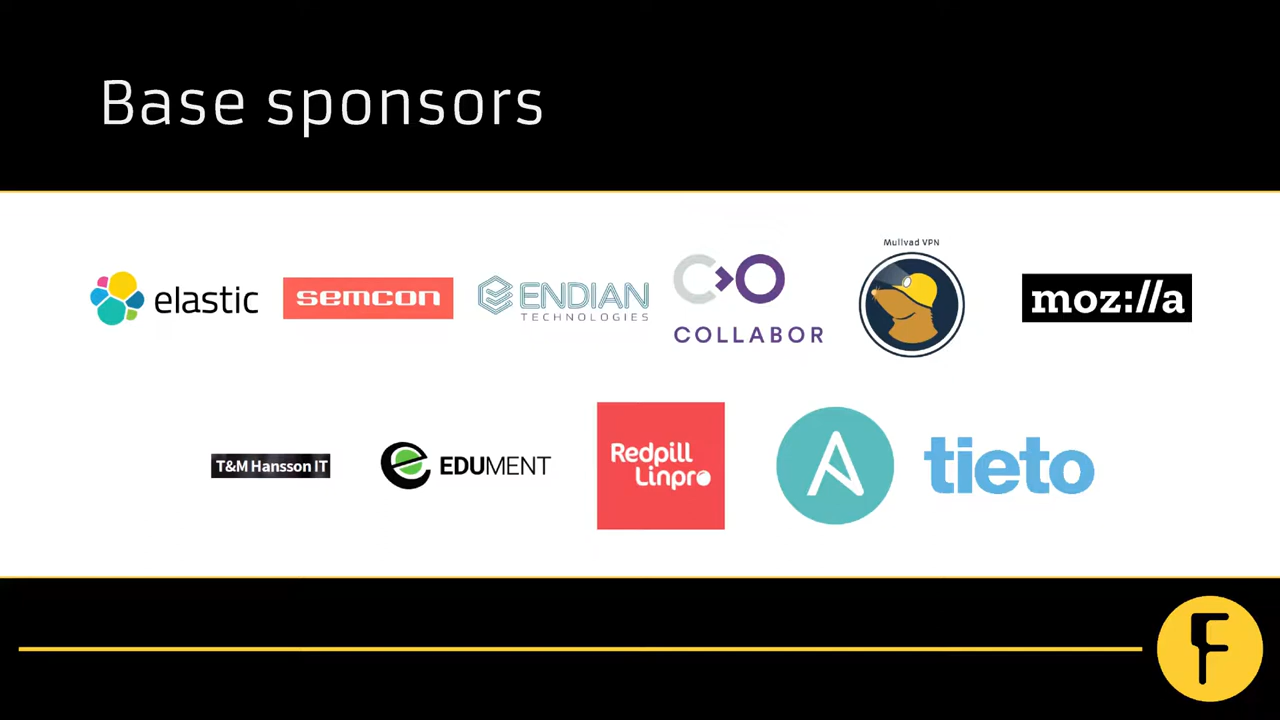 Base sponsors
elastic
semcon
ENDIAN
TECHNOLOGIES
COLLABOR
Mullvad VPN
moz://a
T&M Hansson IT
EDUMENT
Redpill
Linpro
A
tieto
F